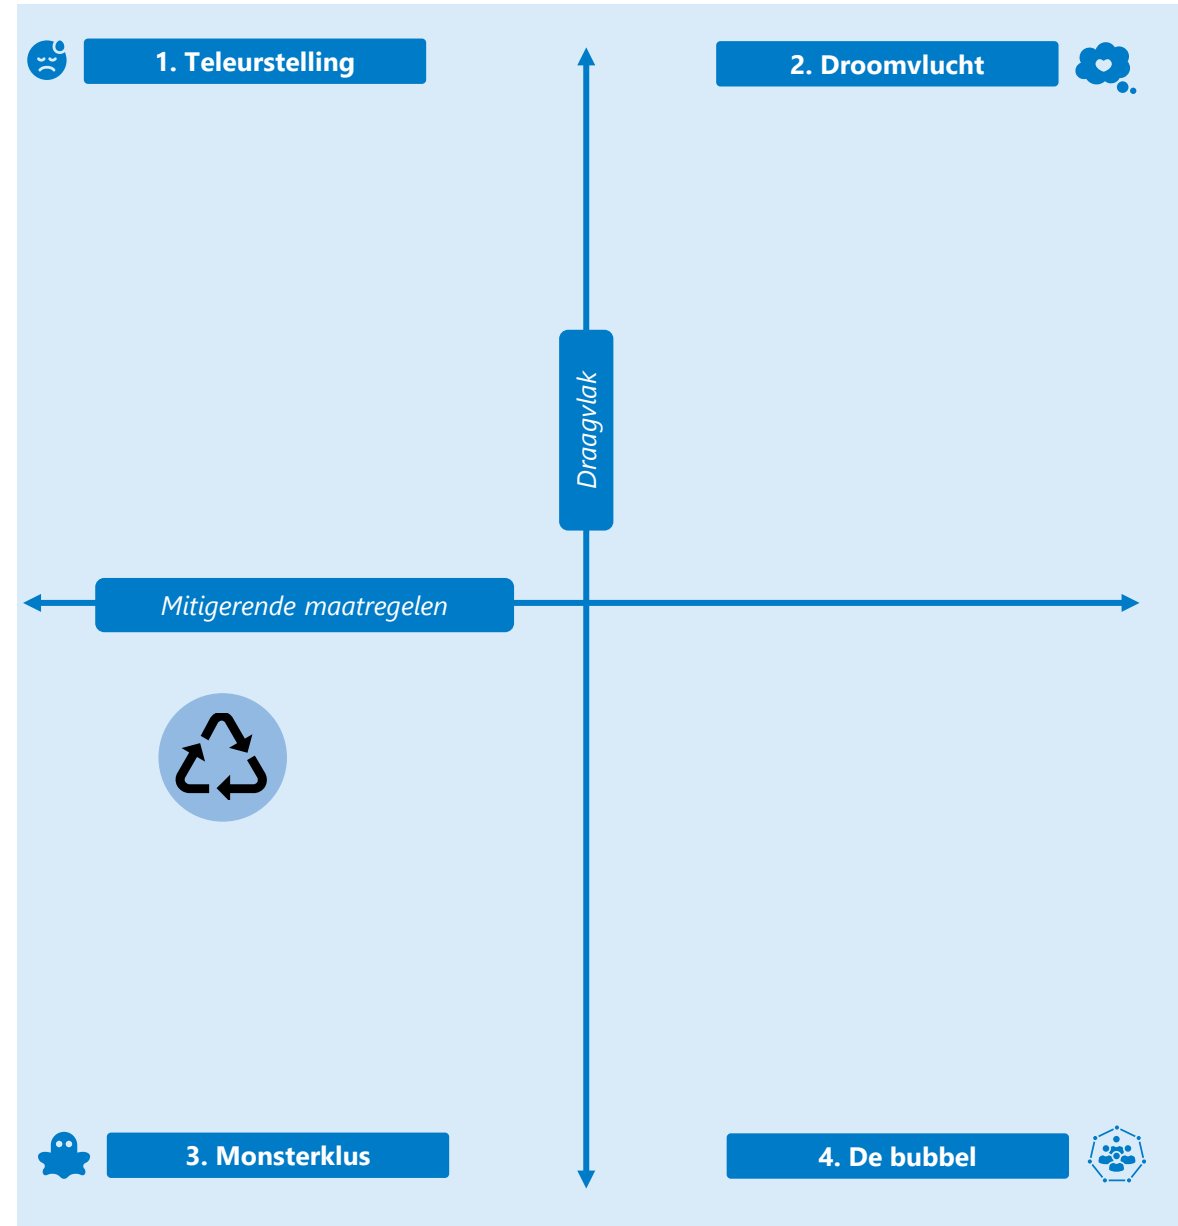 1. Teleurstelling
2. Droomvlucht
Draagvlak
Mitigerende maatregelen
3. Monsterklus
4. De bubbel